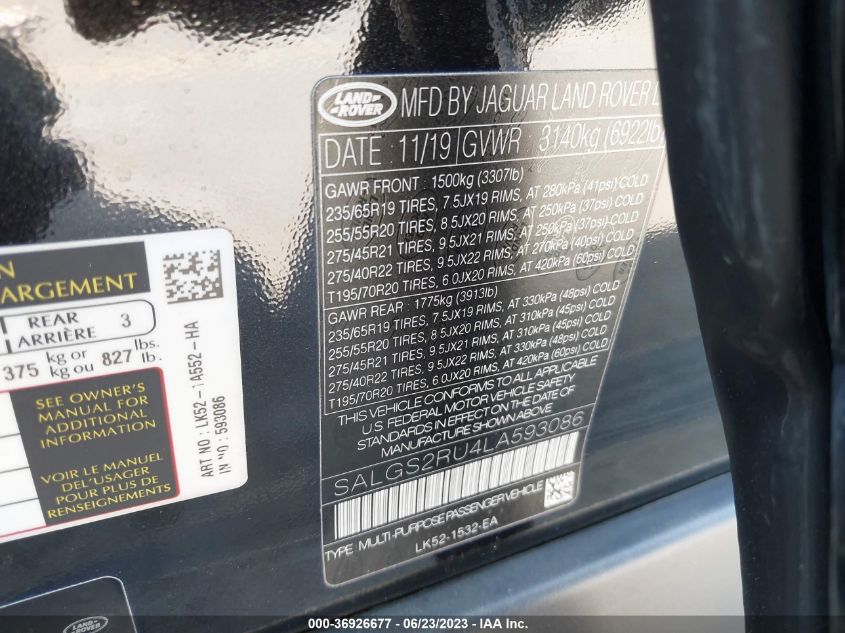 LAND ROVER
MFD BY JAGUAR LAND ROVER L
DATE : 11/19 GVWR : 3140kg (6922lb
GAWR FRONT : 1500kg (3307lb)
235/65R19 TIRES, 7.5JX19 RIMS, AT 280kPa (41psi) COLD
255/55R20 TIRES, 8.5JX20 RIMS, AT 250kPa (37psi) COLD
275/45R21 TIRES, 9.5JX21 RIMS, AT 250kPa (37psi) COLD
275/40R22 TIRES, 9.5JX22 RIMS, AT 270kPa (40psi) COLD
T195/70R20 TIRES, 6.0JX20 RIMS, AT 420kPa (60psi) COLD
GAWR REAR : 1775kg (3913lb)
235/65R19 TIRES, 7.5JX19 RIMS, AT 330kPa (48psi) COLD
255/55R20 TIRES, 8.5JX20 RIMS, AT 310kPa (45psi) COLD
275/45R21 TIRES, 9.5JX21 RIMS, AT 310kPa (45psi) COLD
275/40R22 TIRES, 9.5JX22 RIMS, AT 330kPa (48psi) COLD
T195/70R20 TIRES, 6.0JX20 RIMS, AT 420kPa (60psi) COLD
THIS VEHICLE CONFORMS TO ALL APPLICABLE
U.S. FEDERAL MOTOR VEHICLE SAFETY
STANDARDS IN EFFECT ON THE DATE OF
MANUFACTURE SHOWN ABOVE
SALGS2RU4LA593086
TYPE: MULTI-PURPOSE PASSENGER VEHICLE
LK52-1532-EA
N
ARGEMENT
REAR
ARRIÈRE 3
375 kg or
kg ou 827 lbs.
lb.
SEE OWNER'S
MANUAL FOR
ADDITIONAL
INFORMATION
VOIR LE MANUEL
DEL'USAGER
POUR PLUS DE
RENSEIGNEMENTS
ART NO : LK52- A552-HA
593086
LAND ROVER
000-36926677 / 06/23/2023 / IAA Inc.